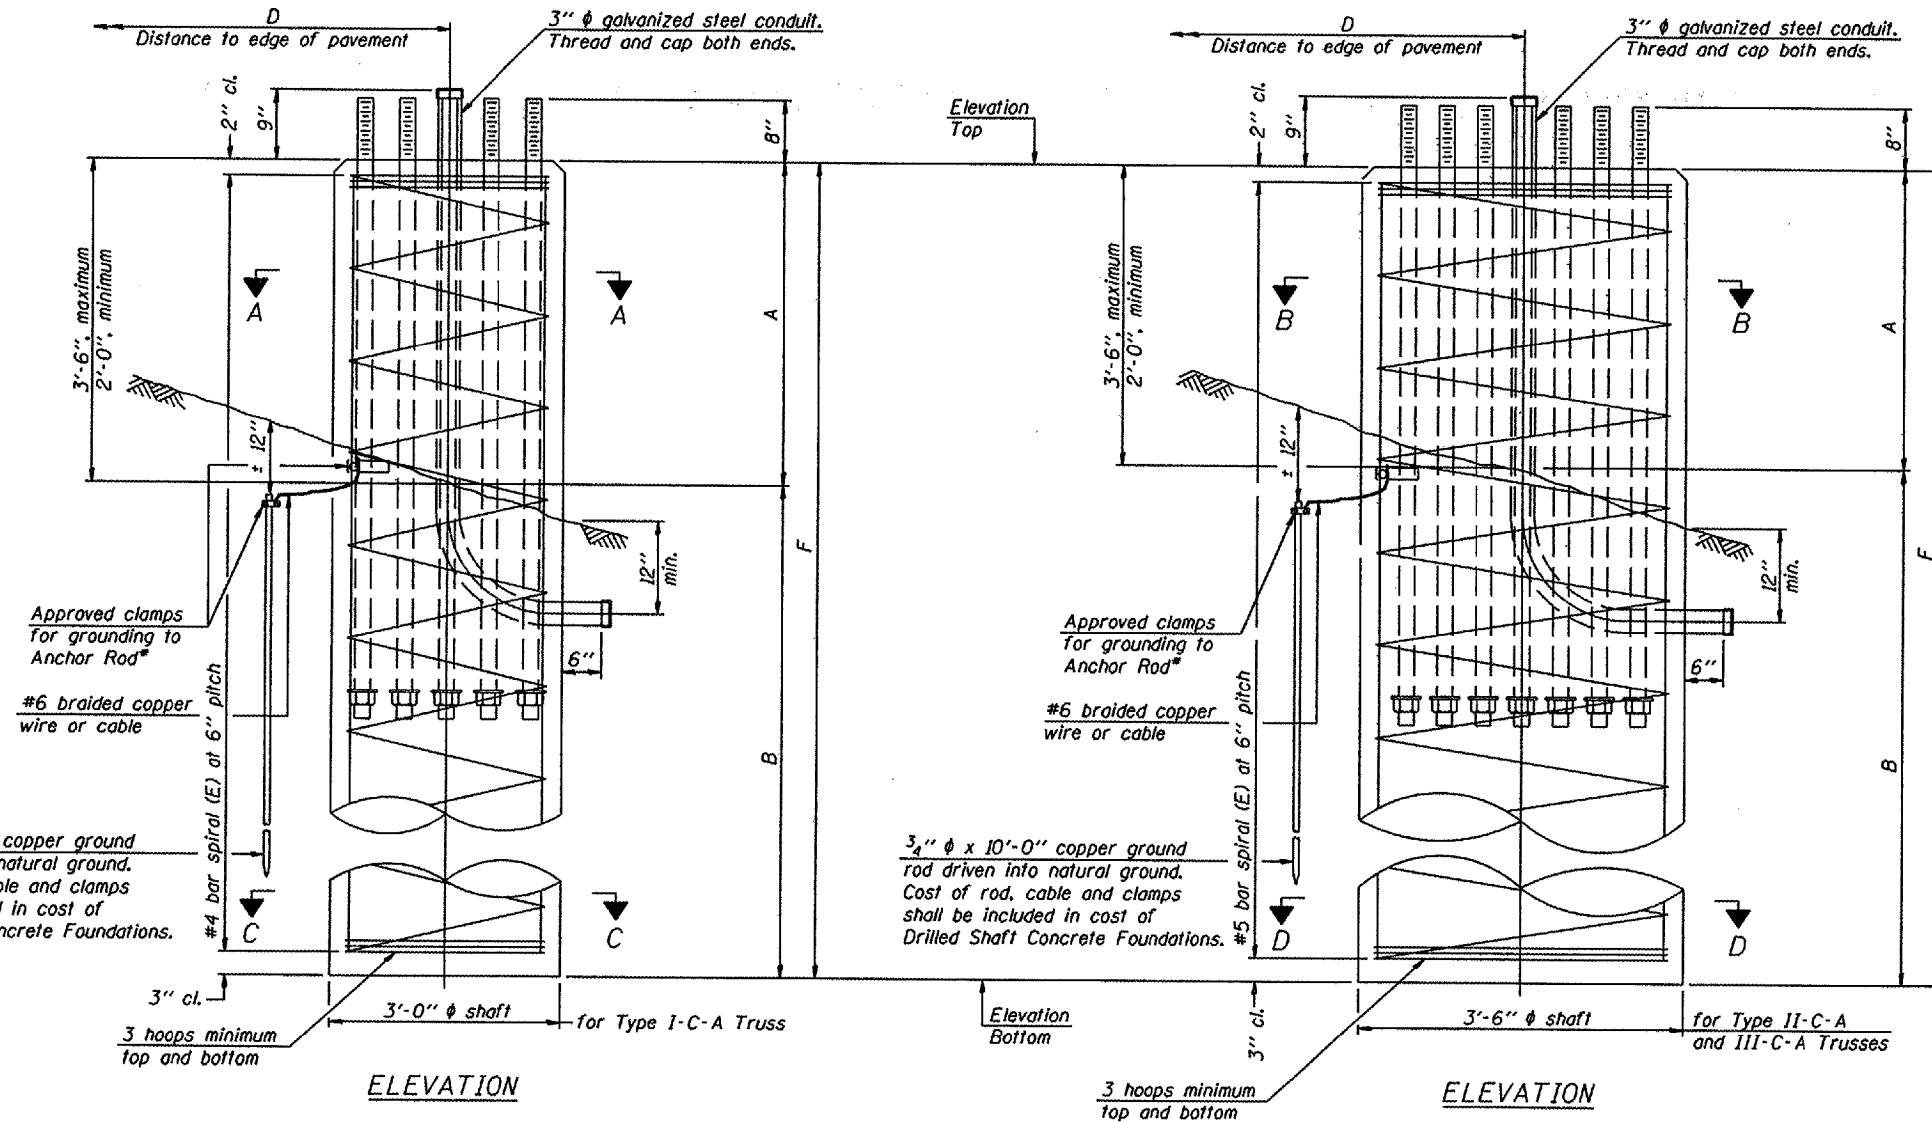 D
Distance to edge of pavement
3" ϕ galvanized steel conduit.
Thread and cap both ends.
2" cl.
9"
8"
3'-6", maximum
2'-0", minimum
A
A
A
± 12"
12"
min.
F
B
6"
Approved clamps
for grounding to
Anchor Rod*
#6 braided copper
wire or cable
#4 bar spiral (E) at 6" pitch
copper ground
natural ground.
ble and clamps
in cost of
ncrete Foundations.
C
C
3" cl.
3'-0" ϕ shaft
for Type I-C-A Truss
3 hoops minimum
top and bottom
ELEVATION
Elevation
Top
Elevation
Bottom
D
Distance to edge of pavement
3" ϕ galvanized steel conduit.
Thread and cap both ends.
2" cl.
9"
8"
3'-6", maximum
2'-0", minimum
B
B
A
± 12"
12"
min.
F
B
6"
Approved clamps
for grounding to
Anchor Rod*
#6 braided copper
wire or cable
#5 bar spiral (E) at 6" pitch
3/4" ϕ x 10'-0" copper ground
rod driven into natural ground.
Cost of rod, cable and clamps
shall be included in cost of
Drilled Shaft Concrete Foundations.
D
D
3" cl.
3'-6" ϕ shaft
for Type II-C-A
and III-C-A Trusses
3 hoops minimum
top and bottom
ELEVATION